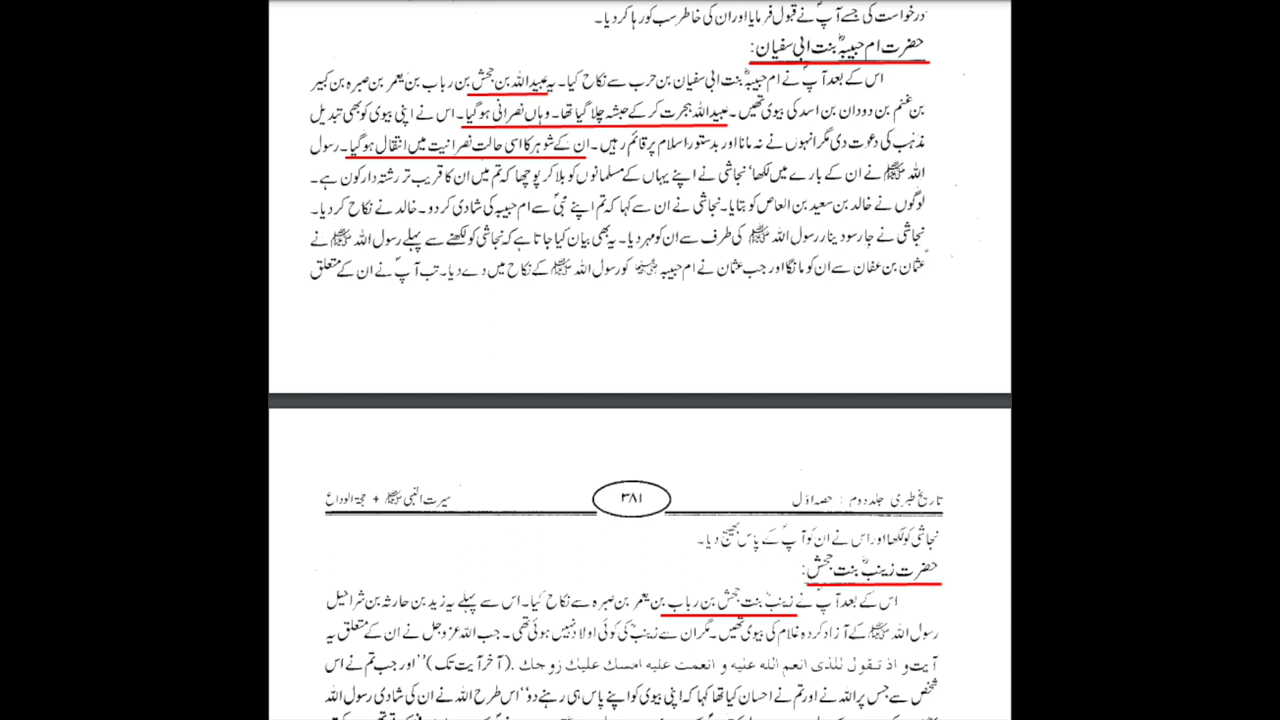 درخواست کی جسے آپؐ نے قبول فرمایا اور ان کی خاطر سب کو رہا کر دیا۔
حضرت ام حبیبہؓ بنت ابی سفیان:
اس کے بعد آپؐ نے ام حبیبہؓ بنت ابی سفیان بن حرب سے نکاح کیا۔ یہ عبید اللہ بن جحش بن رباب بن یعمر بن صبرہ بن کبیر
بن غنم بن دودان بن اسد کی بیوی تھیں۔ عبید اللہ ہجرت کر کے حبشہ چلا گیا تھا۔ وہاں نصرانی ہو گیا۔ اس نے اپنی بیوی کو بھی تبدیل
مذہب کی دعوت دی مگر انہوں نے نہ مانا اور بدستور اسلام پر قائم رہیں۔ ان کے شوہر کا اسی حالت نصرانیت میں انتقال ہو گیا۔ رسول
اللہ ﷺ نے ان کے بارے میں لکھا، نجاشی نے اپنے یہاں کے مسلمانوں کو بلا کر پوچھا کہ تم میں ان کا قریب تر رشتہ دار کون ہے۔
لوگوں نے خالد بن سعید بن العاص کو بتایا۔ نجاشی نے ان سے کہا کہ تم اپنے نبیؐ سے ام حبیبہ کی شادی کر دو۔ خالد نے نکاح کر دیا۔
نجاشی نے چار سو دینار رسول اللہ ﷺ کی طرف سے ان کو مہر دیا۔ یہ بھی بیان کیا جاتا ہے کہ نجاشی کو لکھنے سے پہلے رسول اللہ ﷺ نے
عثمان بن عفان سے ان کو مانگا اور جب عثمان نے ام حبیبہ کو رسول اللہ ﷺ کے نکاح میں دے دیا۔ تب آپؐ نے ان کے متعلق
تاریخ طبری جلد دوم : حصہ اوّل
۳۸۱
سیرت النبی ﷺ + حجۃ الوداع
نجاشی کو لکھا اور اس نے ان کو آپؐ کے پاس بھیج دیا۔
حضرت زینبؓ بنت جحش:
اس کے بعد آپؐ نے زینبؓ بنت جحش بن رباب بن یعمر بن صبرہ سے نکاح کیا۔ اس سے پہلے یہ زید بن حارثہ بن شراحیل
رسول اللہ ﷺ کے آزاد کردہ غلام کی بیوی تھیں۔ مگر ان سے زینبؓ کی کوئی اولاد نہیں ہوئی تھی۔ جب اللہ عزوجل نے ان کے متعلق یہ
آیت و اذ تقول للذی انعم اللہ علیہ و انعمت علیہ امسك علیك زوجك. (آخر آیت تک) ''اور جب تم نے اس
شخص سے جس پر اللہ نے اور تم نے احسان کیا تھا کہا کہ اپنی بیوی کو اپنے پاس ہی رہنے دو'' اس طرح اللہ نے ان کی شادی رسول اللہ